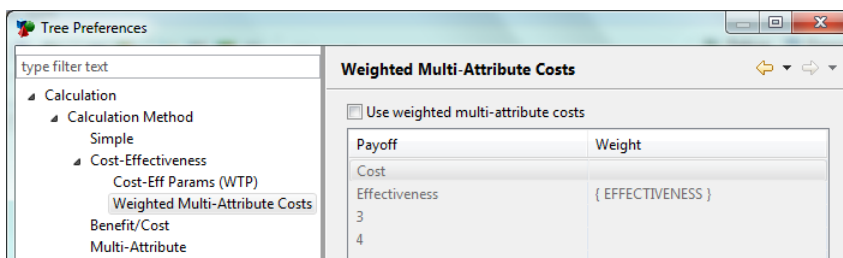 Tree Preferences
type filter text
Calculation
Calculation Method
Simple
Cost-Effectiveness
Cost-Eff Params (WTP)
Weighted Multi-Attribute Costs
Benefit/Cost
Multi-Attribute
Weighted Multi-Attribute Costs
Use weighted multi-attribute costs
Payoff Weight
Cost
Effectiveness { EFFECTIVENESS }
3
4